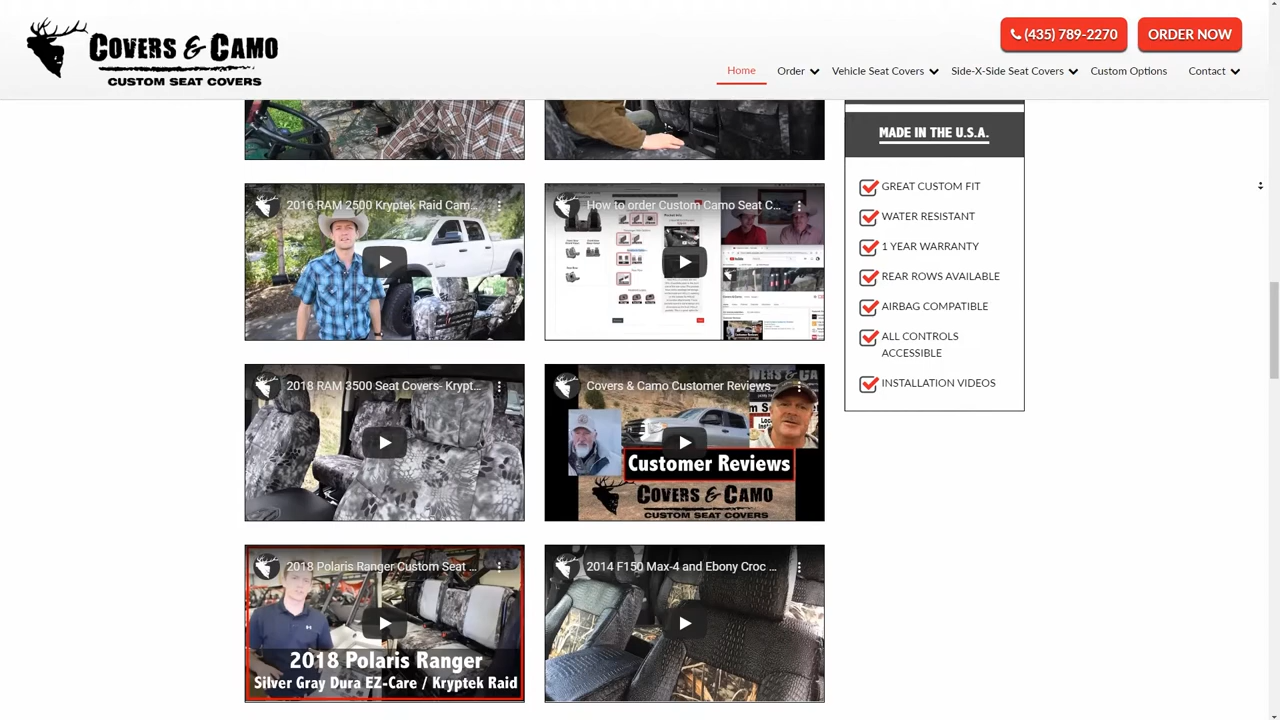 COVERS & CAMO
CUSTOM SEAT COVERS
(435) 789-2270
ORDER NOW
Home
Order
Vehicle Seat Covers
Side-X-Side Seat Covers
Custom Options
Contact
MADE IN THE U.S.A.
GREAT CUSTOM FIT
WATER RESISTANT
1 YEAR WARRANTY
REAR ROWS AVAILABLE
AIRBAG COMPATIBLE
ALL CONTROLS
ACCESSIBLE
INSTALLATION VIDEOS
2016 RAM 2500 Kryptek Raid Cam...
How to order Custom Camo Seat C...
2018 RAM 3500 Seat Covers- Krypt...
Covers & Camo Customer Reviews
Customer Reviews
COVERS & CAMO
CUSTOM SEAT COVERS
2018 Polaris Ranger Custom Seat ...
2018 Polaris Ranger
Silver Gray Dura EZ-Care / Kryptek Raid
2014 F150 Max-4 and Ebony Croc ...